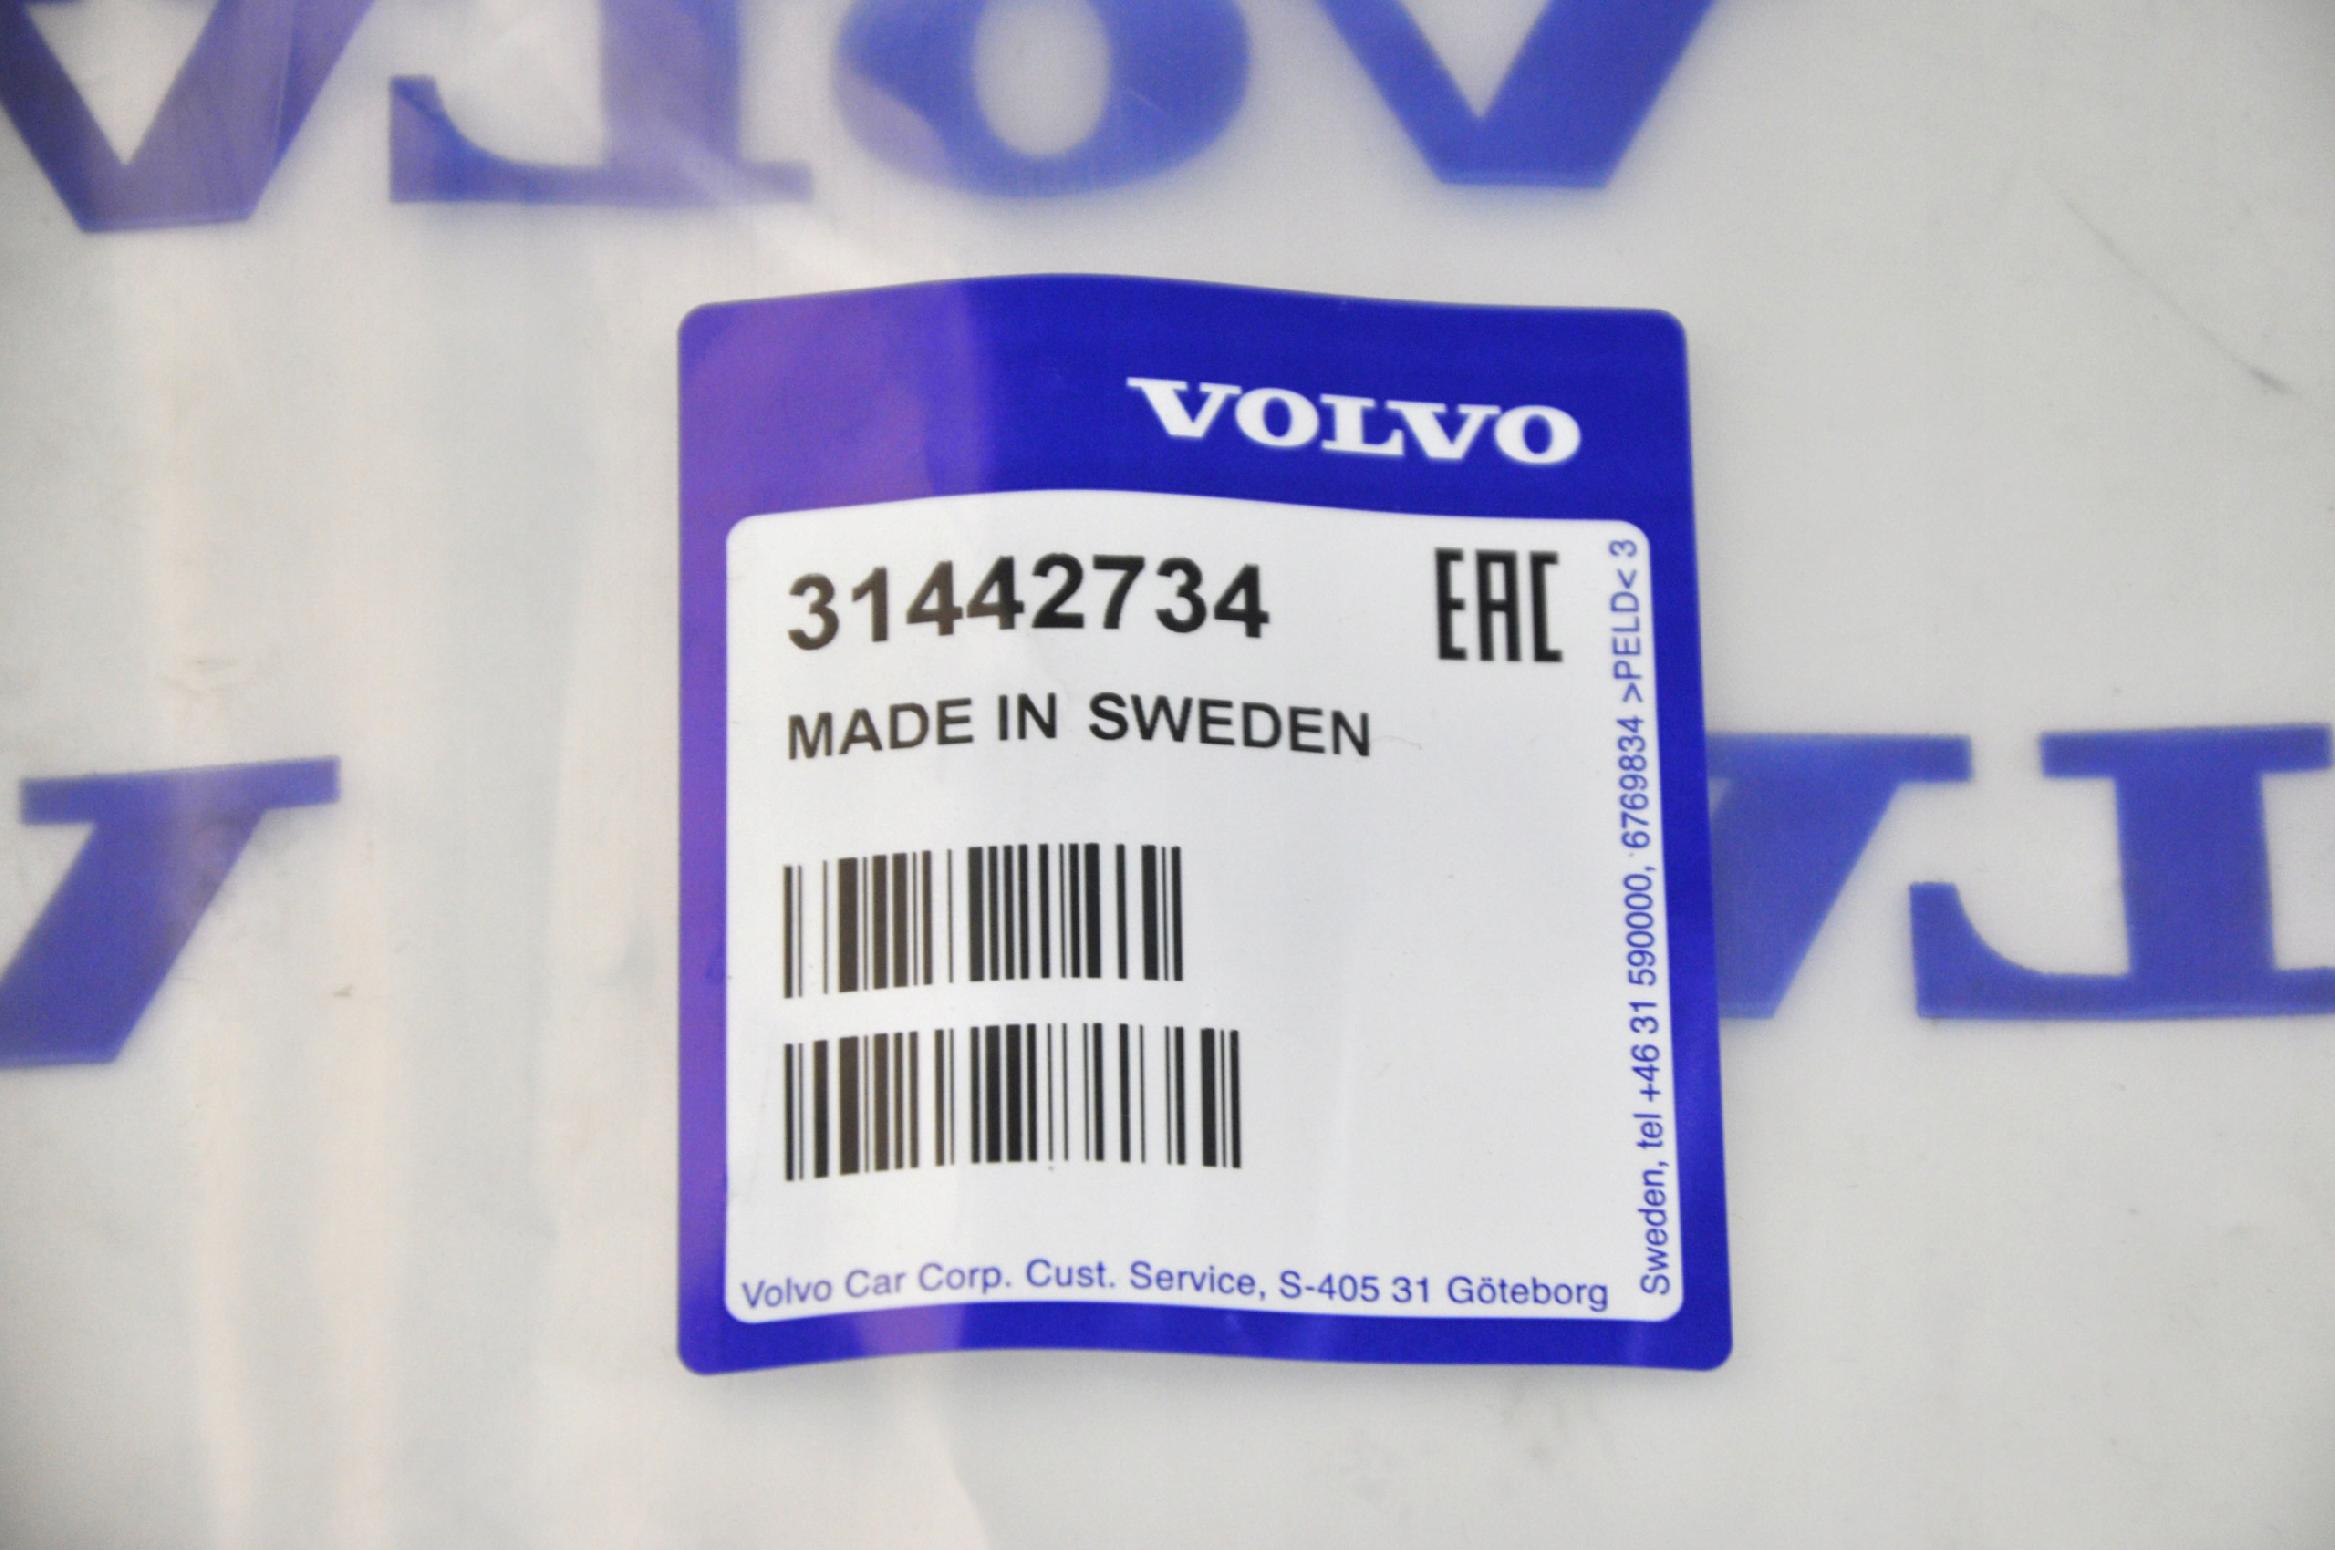 VOLVO
31442734
EAC
MADE IN SWEDEN
Volvo Car Corp. Cust. Service, S-405 31 Göteborg
Sweden, tel +46 31 590000, 6769834 >PELD< 3